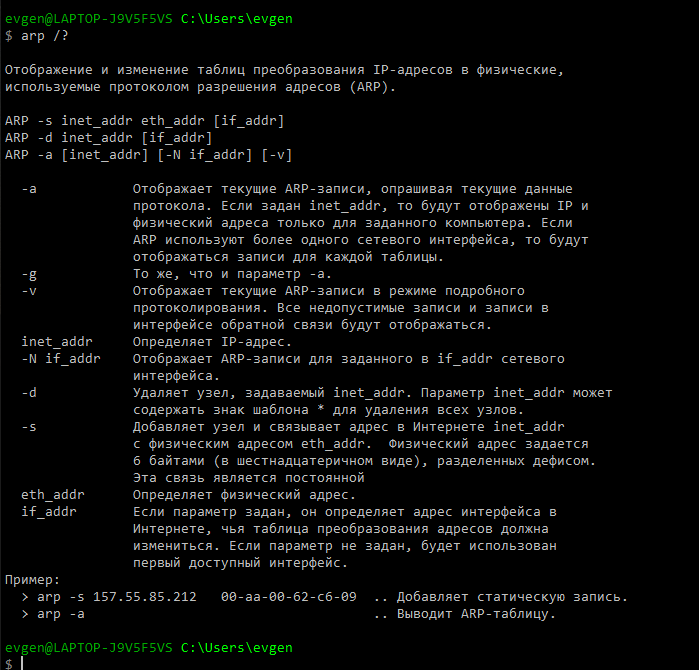 evgen@LAPTOP-J9V5F5VS C:\Users\evgen
$ arp /?
Отображение и изменение таблиц преобразования IP-адресов в физические,
используемые протоколом разрешения адресов (ARP).
ARP -s inet_addr eth_addr [if_addr]
ARP -d inet_addr [if_addr]
ARP -a [inet_addr] [-N if_addr] [-v]
-a Отображает текущие ARP-записи, опрашивая текущие данные
протокола. Если задан inet_addr, то будут отображены IP и
физический адреса только для заданного компьютера. Если
ARP используют более одного сетевого интерфейса, то будут
отображаться записи для каждой таблицы.
-g То же, что и параметр -a.
-v Отображает текущие ARP-записи в режиме подробного
протоколирования. Все недопустимые записи и записи в
интерфейсе обратной связи будут отображаться.
inet_addr Определяет IP-адрес.
-N if_addr Отображает ARP-записи для заданного в if_addr сетевого
интерфейса.
-d Удаляет узел, задаваемый inet_addr. Параметр inet_addr может
содержать знак шаблона * для удаления всех узлов.
-s Добавляет узел и связывает адрес в Интернете inet_addr
с физическим адресом eth_addr.  Физический адрес задается
6 байтами (в шестнадцатеричном виде), разделенных дефисом.
Эта связь является постоянной
eth_addr Определяет физический адрес.
if_addr Если параметр задан, он определяет адрес интерфейса в
Интернете, чья таблица преобразования адресов должна
измениться. Если параметр не задан, будет использован
первый доступный интерфейс.
Пример:
> arp -s 157.55.85.212   00-aa-00-62-c6-09  .. Добавляет статическую запись.
> arp -a                                    .. Выводит ARP-таблицу.
evgen@LAPTOP-J9V5F5VS C:\Users\evgen
$